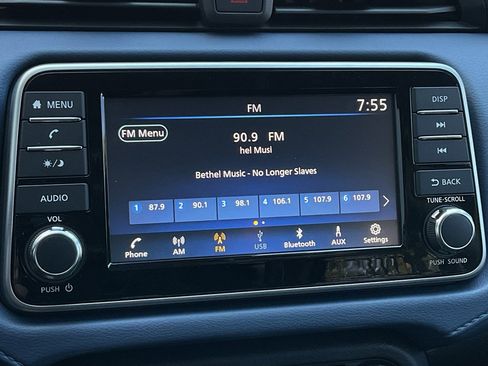 FM 7:55
MENU
DISP
FM Menu
90.9 FM
hel Musi
Bethel Music - No Longer Slaves
AUDIO
BACK
VOL
TUNE·SCROLL
1 87.9 2 90.1 3 98.1 4 106.1 5 107.9 6 107.9
Phone AM FM USB Bluetooth AUX Settings
PUSH
PUSH SOUND